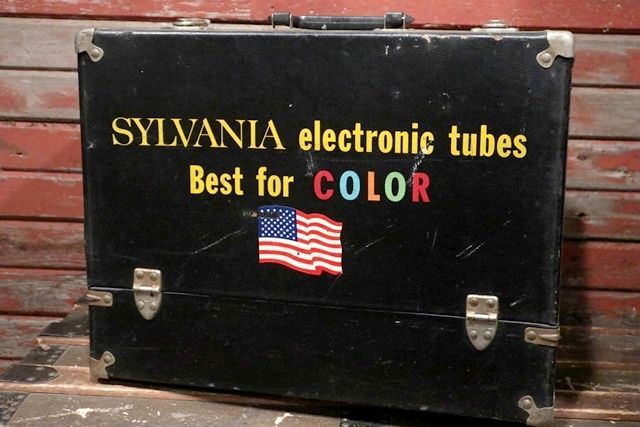 SYLVANIA electronic tubes
Best for COLOR